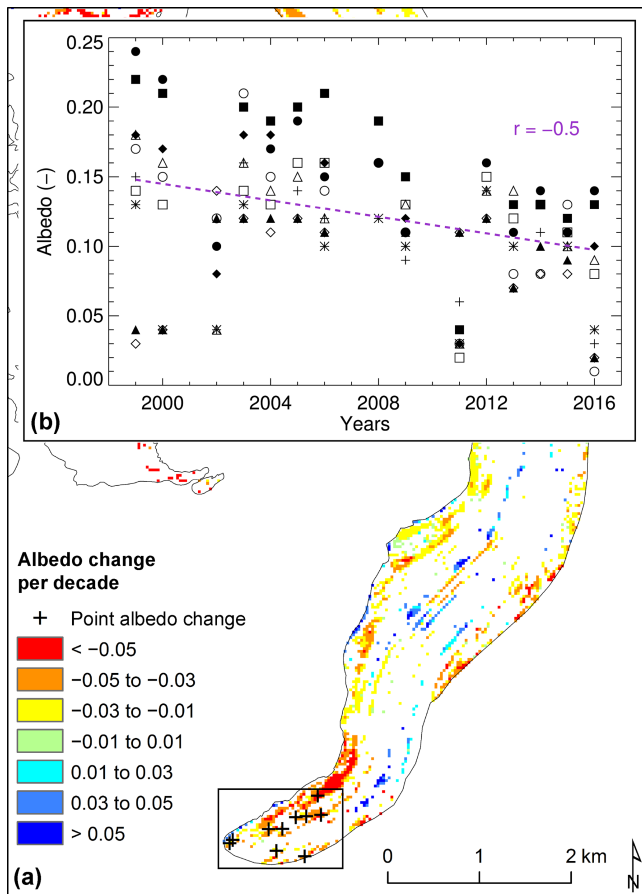 0.25
0.20
0.15
0.10
0.05
0.00
Albedo (−)
r = −0.5
2000
2004
2008
2012
2016
Years
(b)
Albedo change
per decade
Point albedo change
< −0.05
−0.05 to −0.03
−0.03 to −0.01
−0.01 to 0.01
0.01 to 0.03
0.03 to 0.05
> 0.05
(a)
0
1
2 km
N